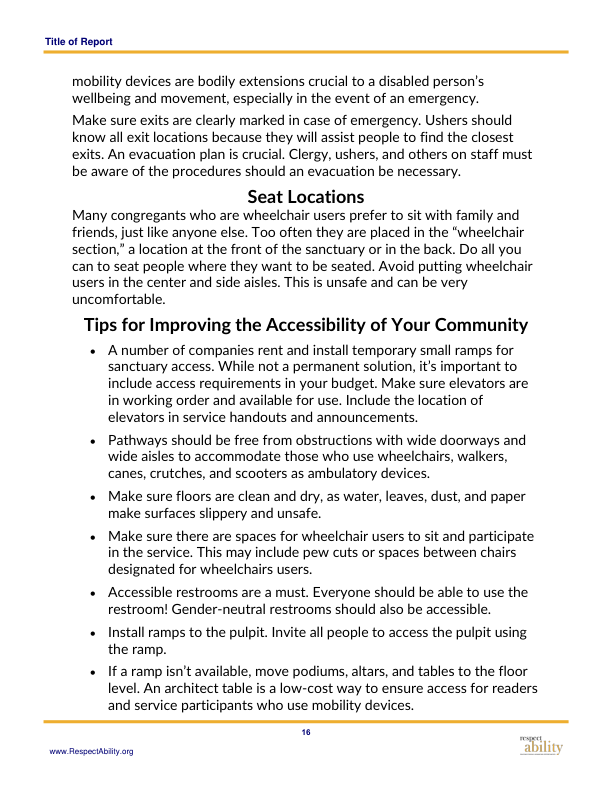 Title of Report
mobility devices are bodily extensions crucial to a disabled person’s
wellbeing and movement, especially in the event of an emergency.
Make sure exits are clearly marked in case of emergency. Ushers should
know all exit locations because they will assist people to find the closest
exits. An evacuation plan is crucial. Clergy, ushers, and others on staff must
be aware of the procedures should an evacuation be necessary.
Seat Locations
Many congregants who are wheelchair users prefer to sit with family and
friends, just like anyone else. Too often they are placed in the “wheelchair
section,” a location at the front of the sanctuary or in the back. Do all you
can to seat people where they want to be seated. Avoid putting wheelchair
users in the center and side aisles. This is unsafe and can be very
uncomfortable.
Tips for Improving the Accessibility of Your Community
• A number of companies rent and install temporary small ramps for
sanctuary access. While not a permanent solution, it’s important to
include access requirements in your budget. Make sure elevators are
in working order and available for use. Include the location of
elevators in service handouts and announcements.
• Pathways should be free from obstructions with wide doorways and
wide aisles to accommodate those who use wheelchairs, walkers,
canes, crutches, and scooters as ambulatory devices.
• Make sure floors are clean and dry, as water, leaves, dust, and paper
make surfaces slippery and unsafe.
• Make sure there are spaces for wheelchair users to sit and participate
in the service. This may include pew cuts or spaces between chairs
designated for wheelchairs users.
• Accessible restrooms are a must. Everyone should be able to use the
restroom! Gender-neutral restrooms should also be accessible.
• Install ramps to the pulpit. Invite all people to access the pulpit using
the ramp.
• If a ramp isn’t available, move podiums, altars, and tables to the floor
level. An architect table is a low-cost way to ensure access for readers
and service participants who use mobility devices.
16
www.RespectAbility.org
respect
ability